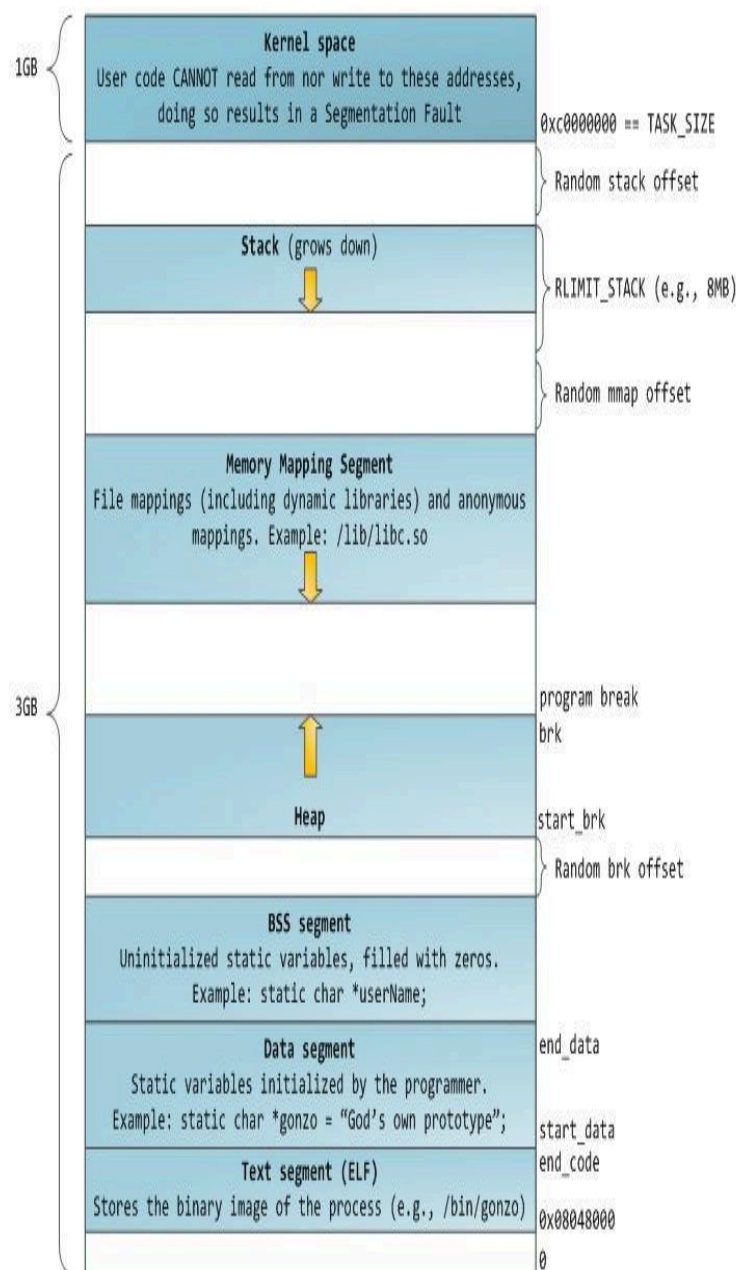 Kernel space
1GB
User code CANNOT read from nor write to these addresses,
doing so results in a Segmentation Fault
0xc0000000 == TASK_SIZE
Random stack offset
Stack (grows down)
RLIMIT_STACK (e.g., 8MB)
Random mmap offset
Memory Mapping Segment
File mappings (including dynamic libraries) and anonymous
mappings. Example: /lib/libc.so
3GB
program break
brk
Heap
start_brk
Random brk offset
BSS segment
Uninitialized static variables, filled with zeros.
Example: static char *userName;
Data segment
end_data
Static variables initialized by the programmer.
Example: static char *gonzo = “God’s own prototype”;
start_data
Text segment (ELF)
end_code
Stores the binary image of the process (e.g., /bin/gonzo)
0x08048000
0